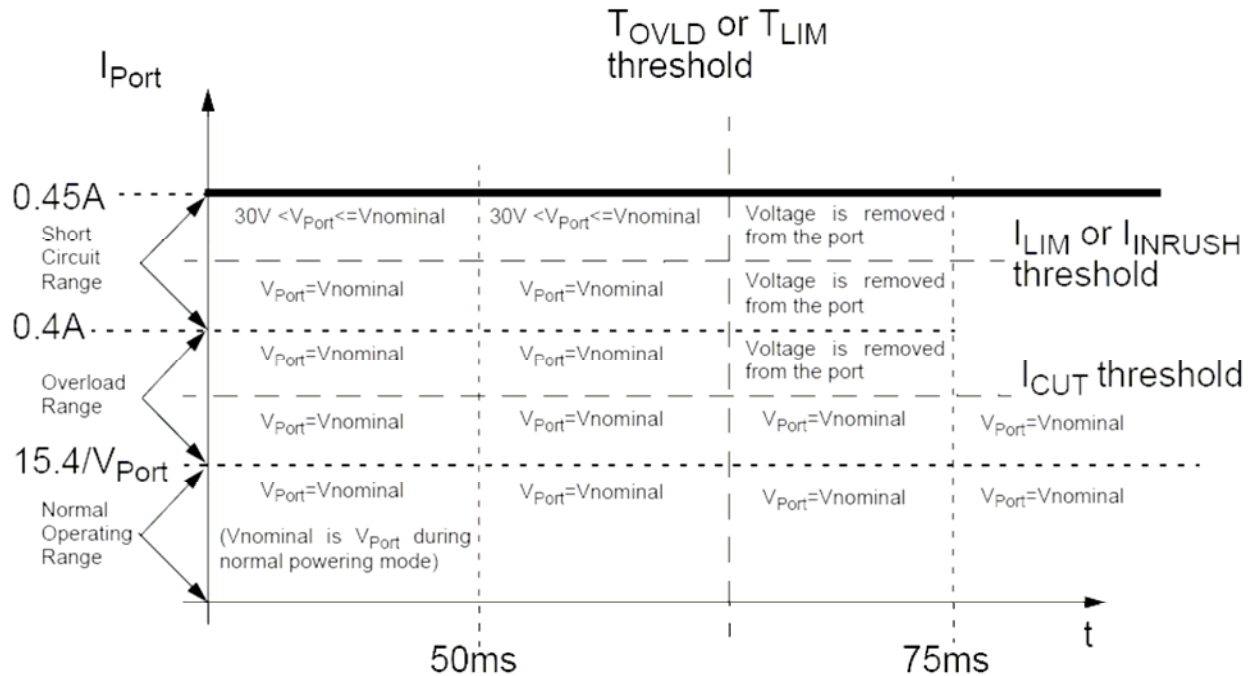 T_OVLD or T_LIM
threshold
I_Port
0.45A
30V <V_Port<=Vnominal
30V <V_Port<=Vnominal
Voltage is removed
from the port
Short
Circuit
Range
I_LIM or I_INRUSH
threshold
V_Port=Vnominal
V_Port=Vnominal
Voltage is removed
from the port
0.4A
V_Port=Vnominal
V_Port=Vnominal
Voltage is removed
from the port
Overload
Range
I_CUT threshold
V_Port=Vnominal
V_Port=Vnominal
V_Port=Vnominal
V_Port=Vnominal
15.4/V_Port
V_Port=Vnominal
V_Port=Vnominal
V_Port=Vnominal
V_Port=Vnominal
Normal
Operating
Range
(Vnominal is V_Port during
normal powering mode)
t
50ms
75ms